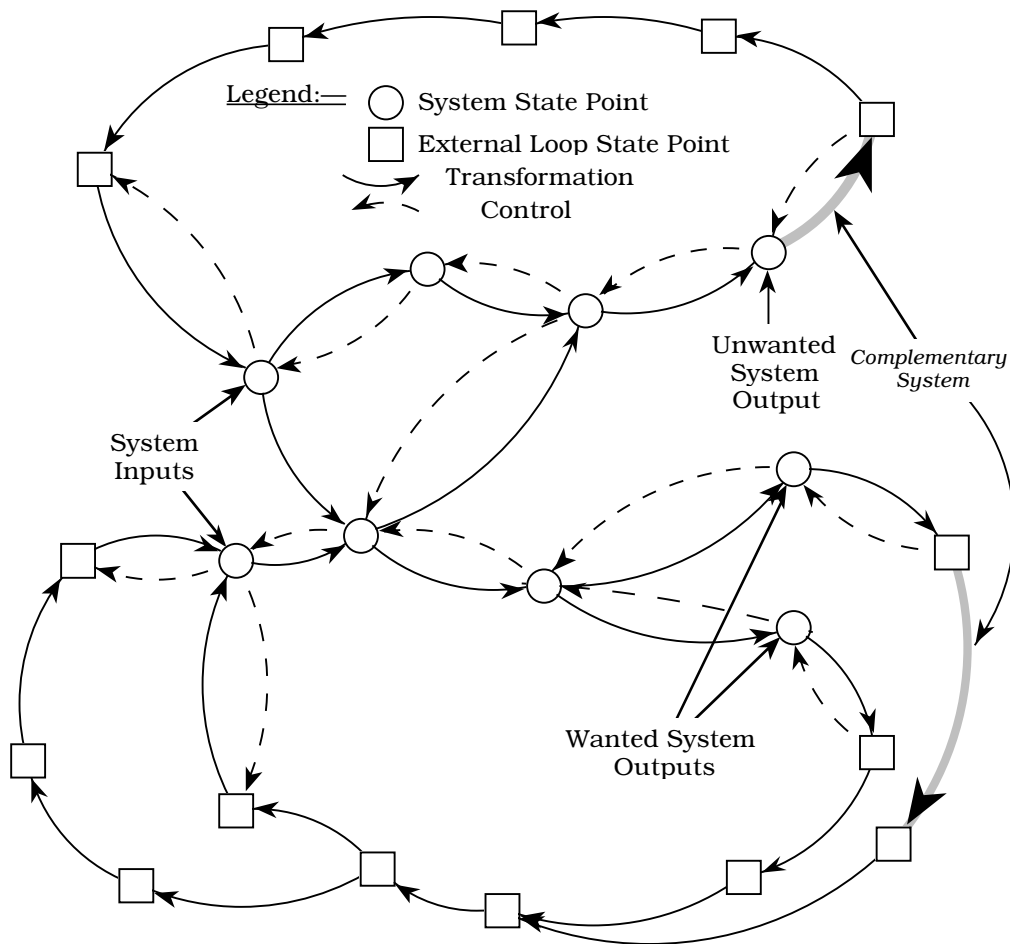 Legend:—
System State Point
External Loop State Point
Transformation
Control
Unwanted
System
Output
Complementary
System
System
Inputs
Wanted System
Outputs